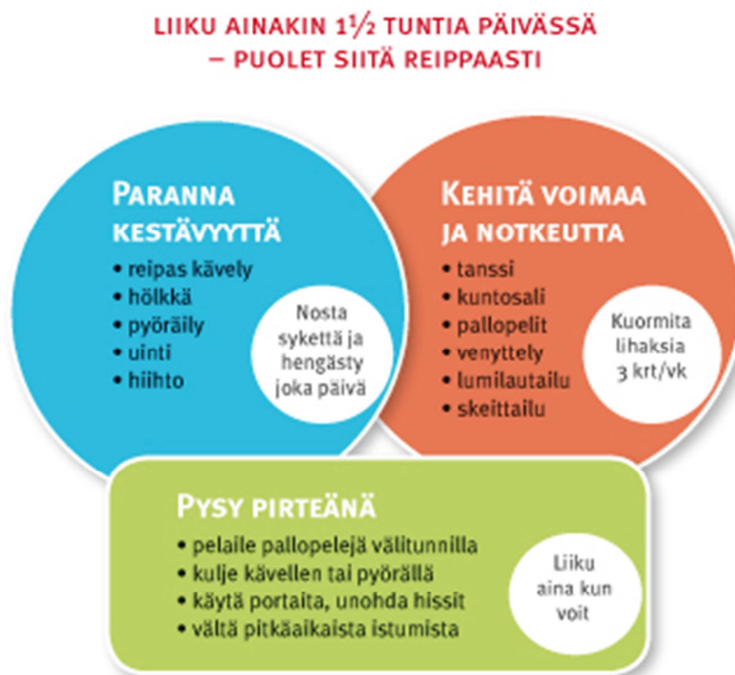 LIIKU AINAKIN 1½ TUNTIA PÄIVÄSSÄ
– PUOLET SIITÄ REIPPAASTI
PARANNA
KESTÄVYYTTÄ
• reipas kävely
• hölkkä
• pyöräily
• uinti
• hiihto
Nosta
sykettä ja
hengästy
joka päivä
KEHITÄ VOIMAA
JA NOTKEUTTA
• tanssi
• kuntosali
• pallopelit
• venyttely
• lumilautailu
• skeittailu
Kuormita
lihaksia
3 krt/vk
PYSY PIRTEÄNÄ
• pelaile pallopelejä välitunnilla
• kulje kävellen tai pyörällä
• käytä portaita, unohda hissit
• vältä pitkäaikaista istumista
Liiku
aina kun
voit